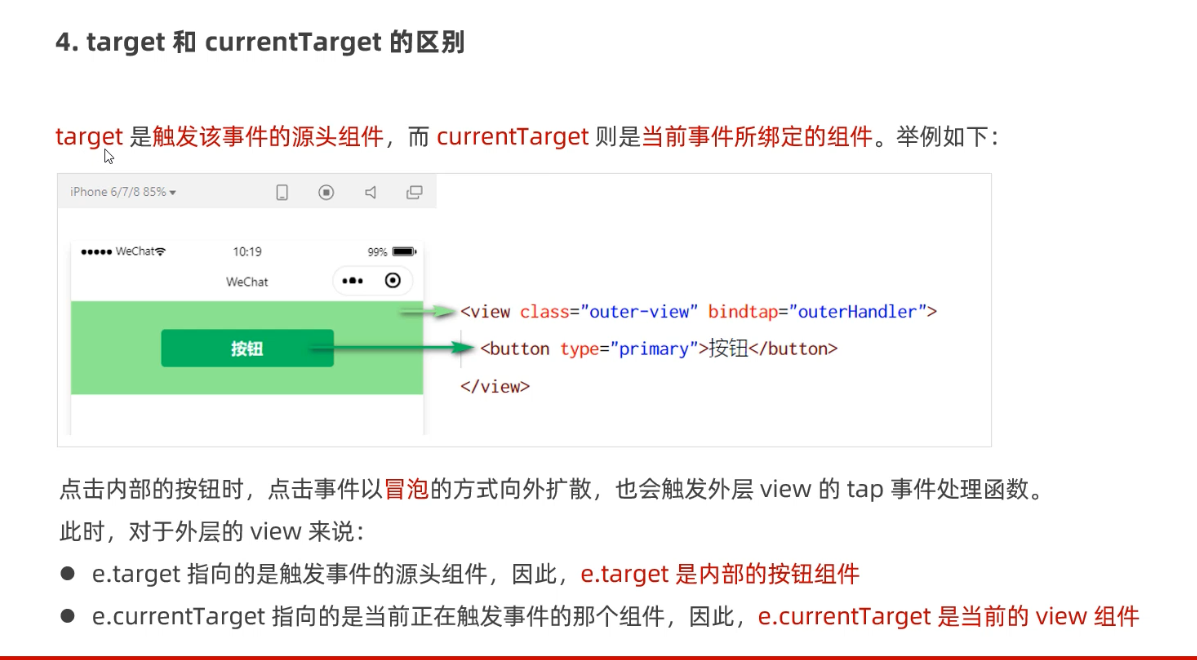 4. target 和 currentTarget 的区别
target 是触发该事件的源头组件，而 currentTarget 则是当前事件所绑定的组件。举例如下：
iPhone 6/7/8 85%
WeChat 10:19 99%
WeChat
<view class="outer-view" bindtap="outerHandler">
按钮
<button type="primary">按钮</button>
</view>
点击内部的按钮时，点击事件以冒泡的方式向外扩散，也会触发外层 view 的 tap 事件处理函数。
此时，对于外层的 view 来说：
● e.target 指向的是触发事件的源头组件，因此，e.target 是内部的按钮组件
● e.currentTarget 指向的是当前正在触发事件的那个组件，因此，e.currentTarget 是当前的 view 组件